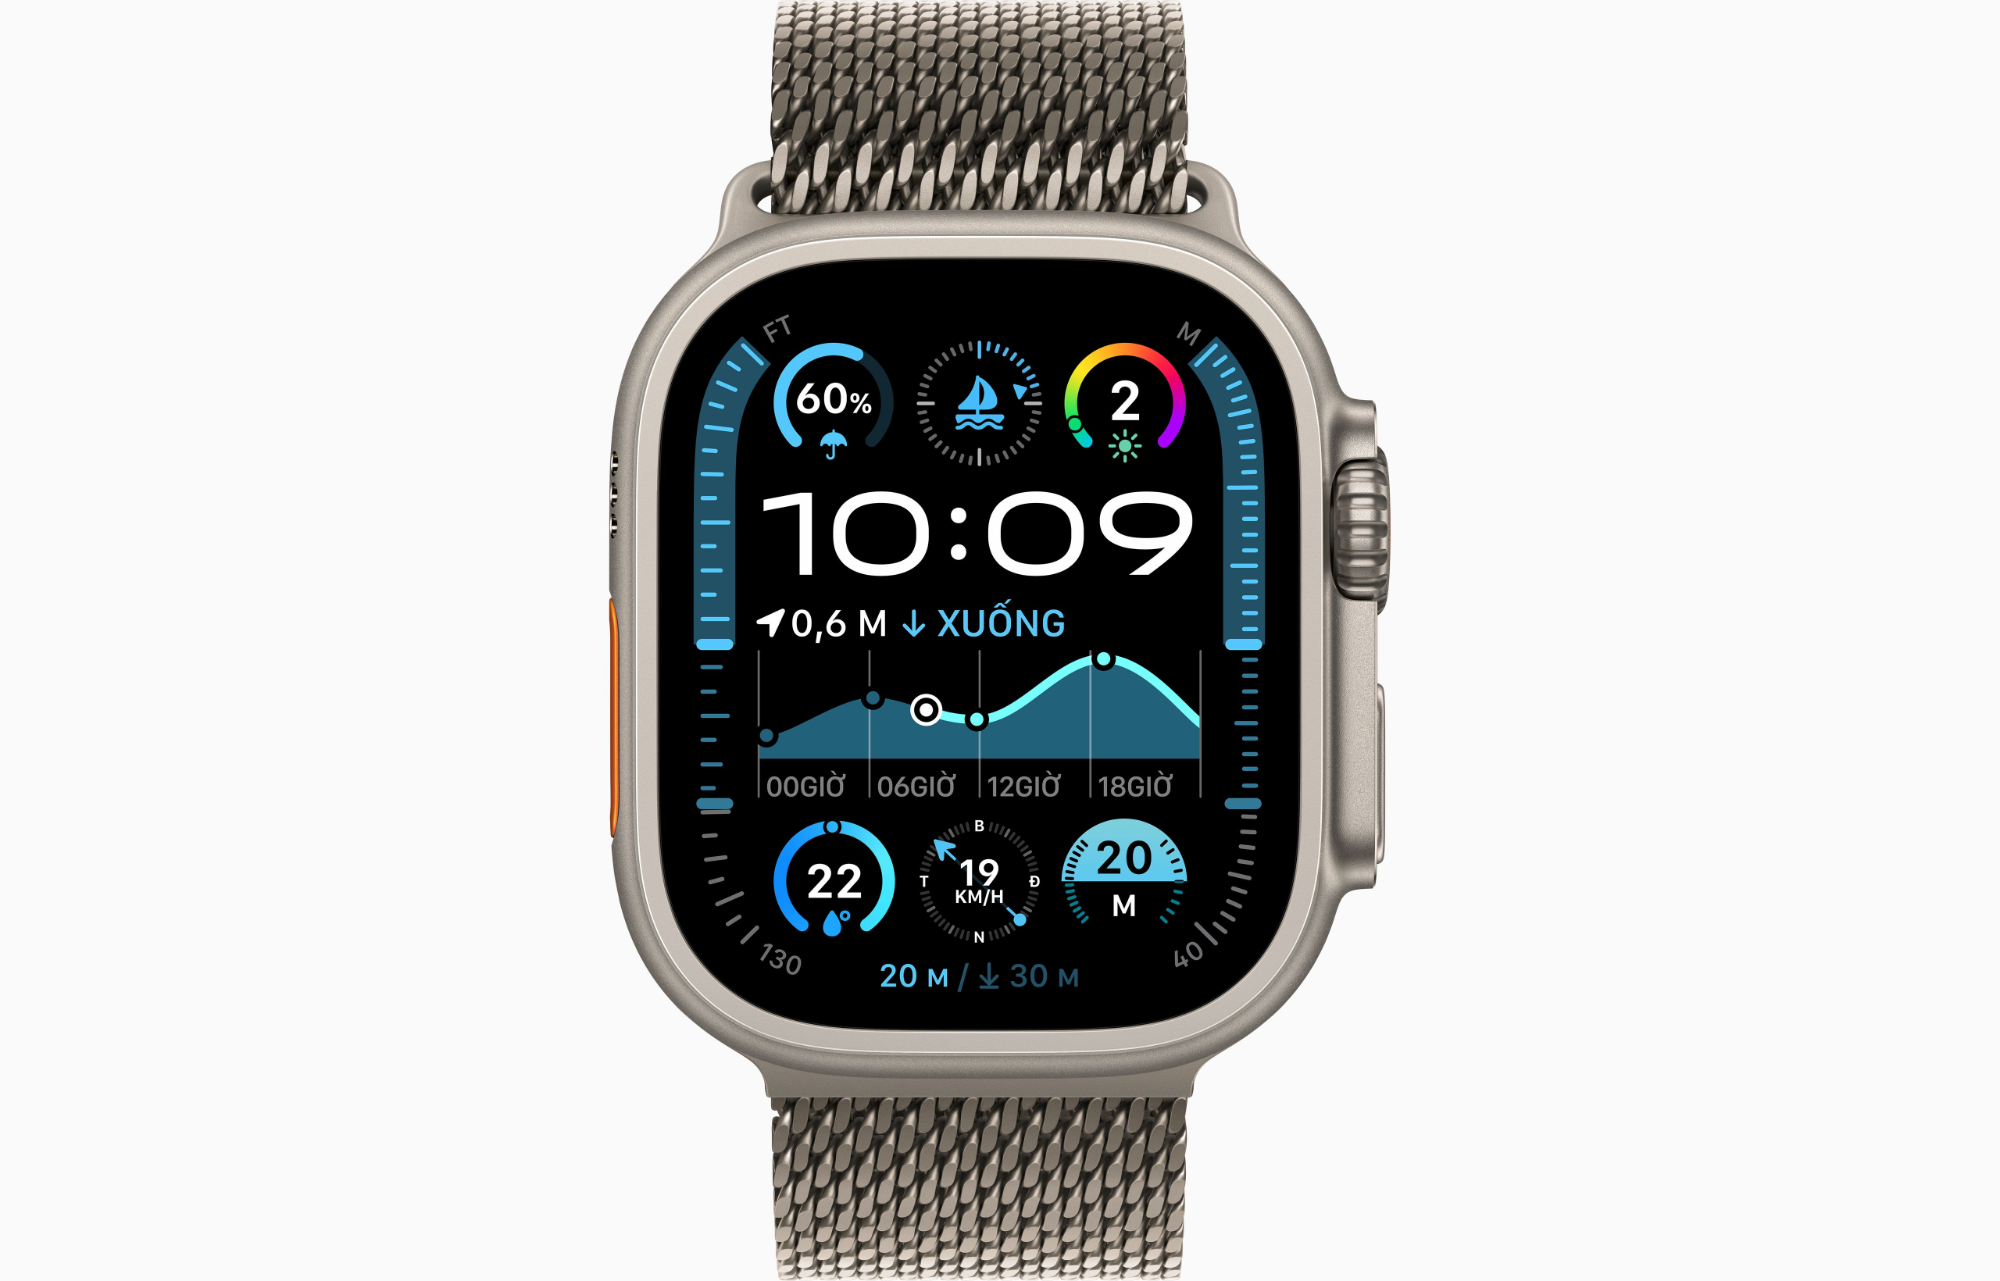 FT
M
60%
2
10:09
0,6 M ↓ XUỐNG
00GIỜ 06GIỜ 12GIỜ 18GIỜ
22
B
T
19
Đ
KM/H
N
20
M
130
40
20 M / 30 M